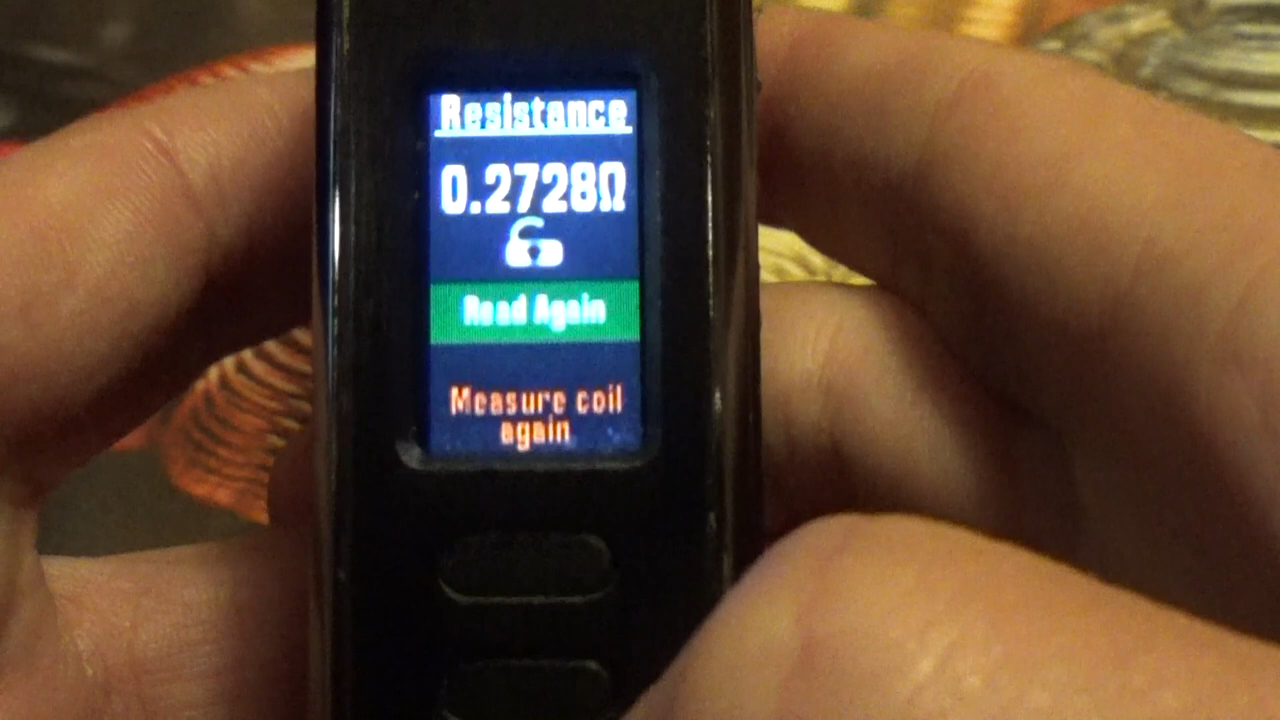 Resistance
0.2728Ω
Read Again
Measure coil
again